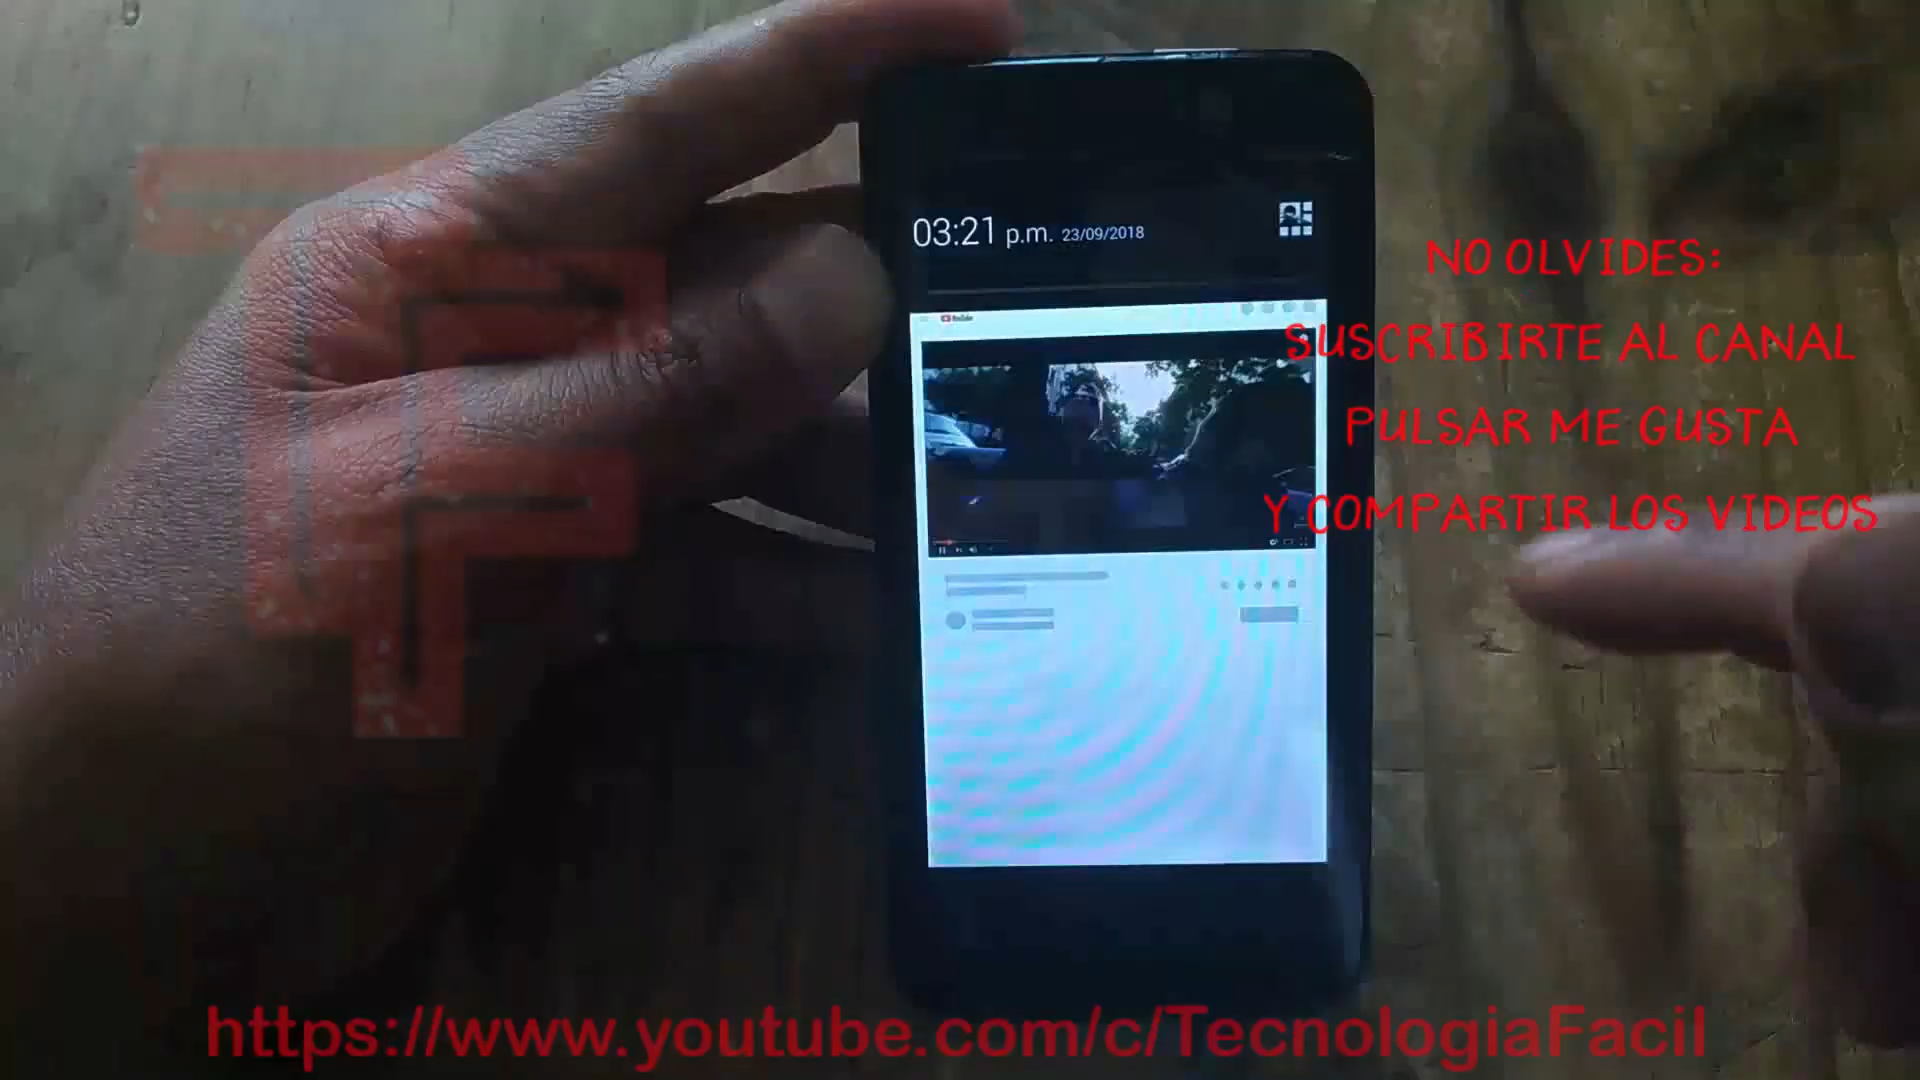 03:21 p.m. 23/09/2018
YouTube
NO OLVIDES:
SUSCRIBIRTE AL CANAL
PULSAR ME GUSTA
Y COMPARTIR LOS VIDEOS
https://www.youtube.com/c/TecnologiaFacil